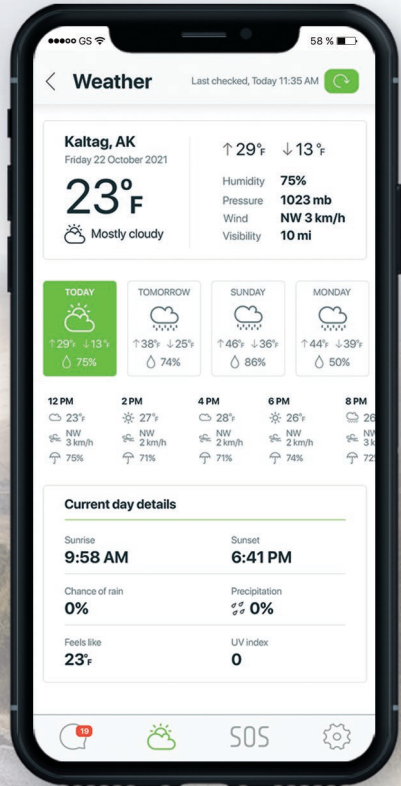 GS 58 %
Weather Last checked, Today 11:35 AM
Kaltag, AK
Friday 22 October 2021
23°F
Mostly cloudy
↑ 29°F ↓ 13°F
Humidity 75%
Pressure 1023 mb
Wind NW 3 km/h
Visibility 10 mi
TODAY
↑29°F ↓13°F
75%
TOMORROW
↑38°F ↓25°F
74%
SUNDAY
↑46°F ↓36°F
86%
MONDAY
↑44°F ↓39°F
50%
12 PM 2 PM 4 PM 6 PM 8 PM
23°F 27°F 28°F 26°F 26
NW NW NW NW NW
3 km/h 2 km/h 2 km/h 2 km/h 3 k
75% 71% 71% 74% 72%
Current day details
Sunrise Sunset
9:58 AM 6:41 PM
Chance of rain Precipitation
0% 0%
Feels like UV index
23°F 0
19 SOS